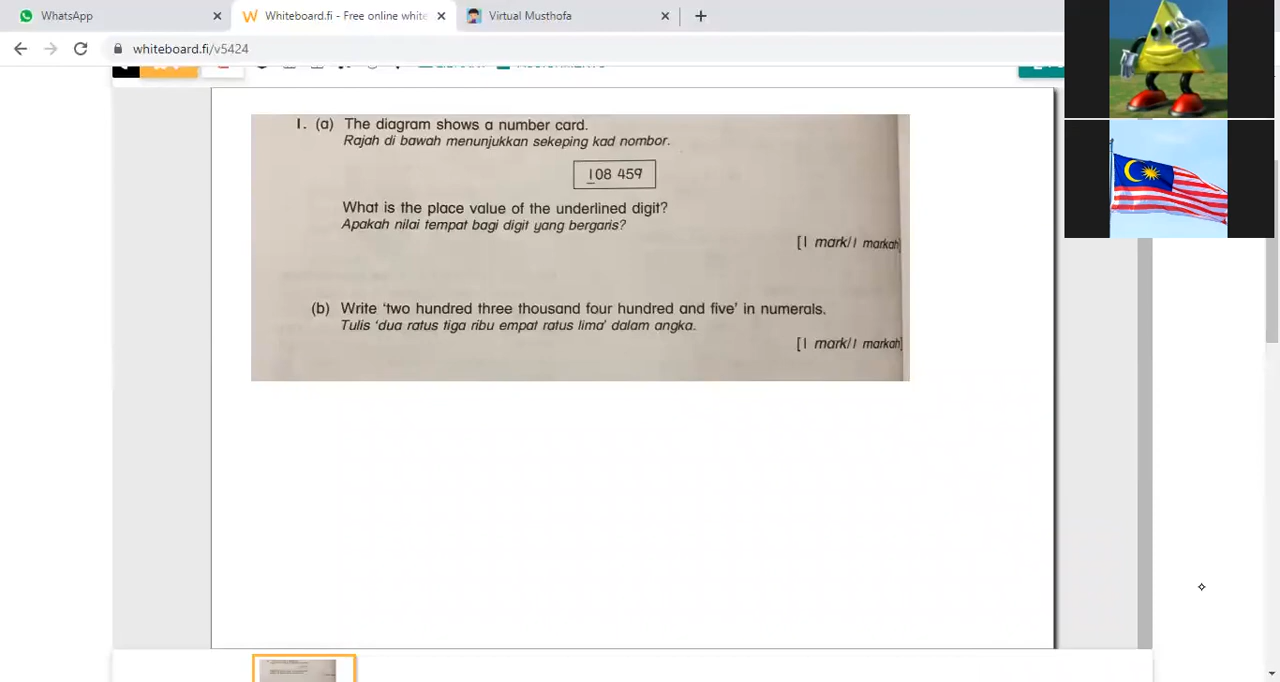 WhatsApp
Whiteboard.fi - Free online white
Virtual Musthofa
whiteboard.fi/v5424
1. (a) The diagram shows a number card.
Rajah di bawah menunjukkan sekeping kad nombor.
108 459
What is the place value of the underlined digit?
Apakah nilai tempat bagi digit yang bergaris?
[1 mark/1 markah]
(b) Write ‘two hundred three thousand four hundred and five’ in numerals.
Tulis ‘dua ratus tiga ribu empat ratus lima’ dalam angka.
[1 mark/1 markah]